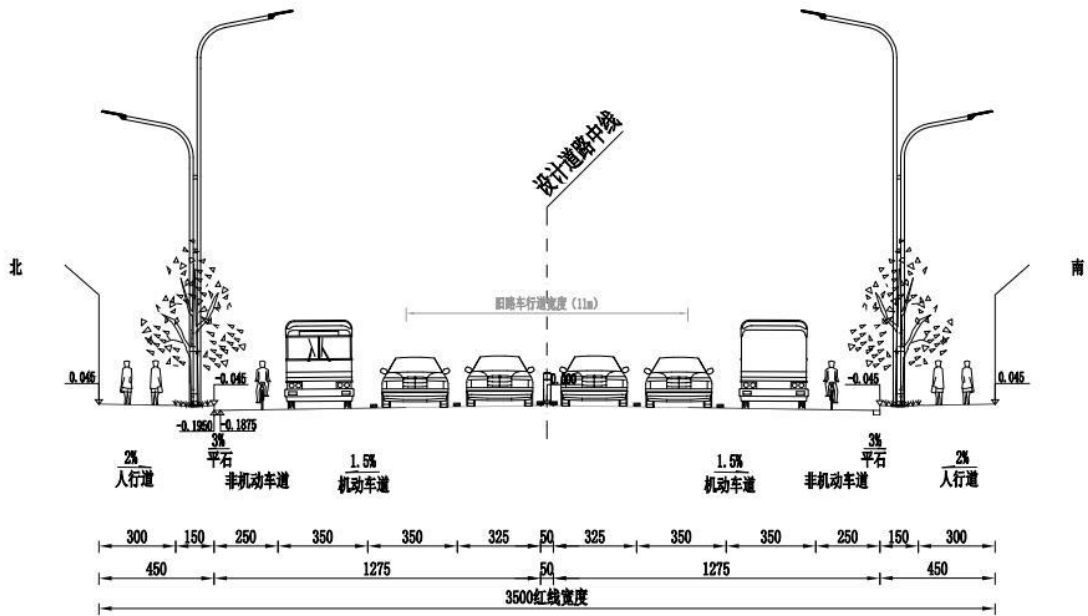 设计道路中线
北
南
旧路车行道宽度（11m）
0.045
-0.045
0.000
-0.045
0.045
-0.1950
-0.1875
3%
平石
3%
平石
2%
人行道
非机动车道
1.5%
机动车道
1.5%
机动车道
非机动车道
2%
人行道
300 150 250 350 350 325 50 325 350 350 250 150 300
450 1275 50 1275 450
3500红线宽度